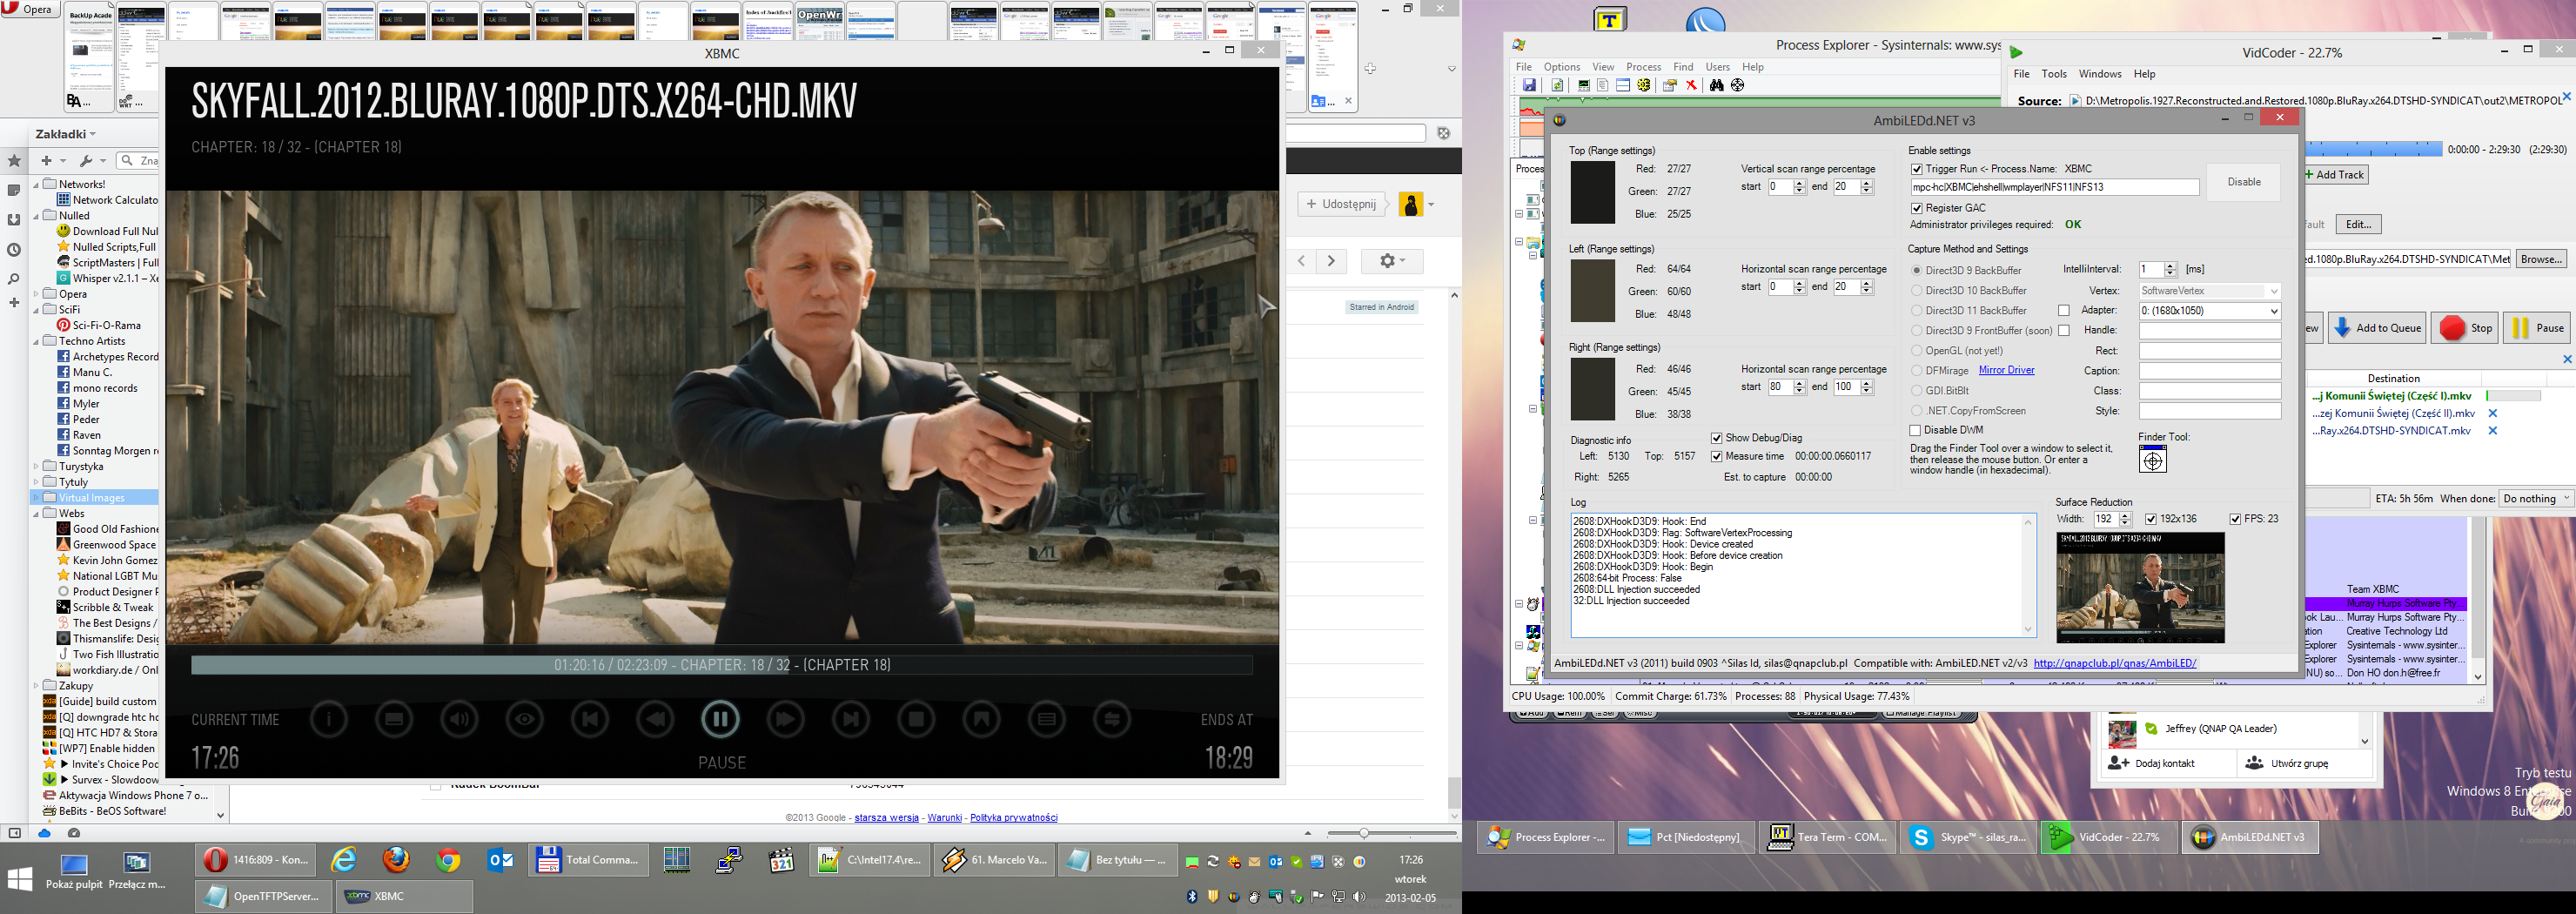 Opera
BackUp Acade
XBMC
SKYFALL.2012.BLURAY.1080P.DTS.X264-CHD.MKV
CHAPTER: 18 / 32 - (CHAPTER 18)
01:20:16 / 02:23:09 - CHAPTER: 18 / 32 - (CHAPTER 18)
CURRENT TIME
17:26
PAUSE
ENDS AT
18:29
Zakładki
Networks!
Network Calculato
Nulled
Download Full Nul
Nulled Scripts,Full
ScriptMasters | Full
Whisper v2.1.1 – Xe
Opera
SciFi
Sci-Fi-O-Rama
Techno Artists
Archetypes Record
Manu C.
mono records
Myler
Peder
Raven
Sonntag Morgen r
Turystyka
Tytuly
Virtual Images
Webs
Good Old Fashione
Greenwood Space
Kevin John Gomez
National LGBT Mu
Product Designer F
Scribble & Tweak
The Best Designs /
Thismanslife: Desig
Two Fish Illustratio
workdiary.de / Onl
Zakupy
[Guide] build custom
[Q] downgrade htc h
[Q] HTC HD7 & Stora
[WP7] Enable hidden
Invite's Choice Pod
Survex - Slowdoow
Aktywacja Windows Phone 7 o...
BeBits - BeOS Software!
Udostępnij
Starred in Android
©2013 Google - starsza wersja - Warunki - Polityka prywatności
Pokaż pulpit
Przełącz m...
1416:809 - Kon...
Total Comma...
C:\Intel17.4\re...
61. Marcelo Va...
Bez tytułu — ...
OpenTFTPServer...
XBMC
17:26
wtorek
2013-02-05
Process Explorer - Sysinternals: www.sys
File Options View Process Find Users Help
CPU Usage: 100.00% Commit Charge: 61.73% Processes: 88 Physical Usage: 77.43%
VidCoder - 22.7%
File Tools Windows Help
Source: D:\Metropolis.1927.Reconstructed.and.Restored.1080p.BluRay.x264.DTSHD-SYNDICAT\out2\METROPOL
0:00:00 - 2:29:30 (2:29:30)
Add Track
Edit...
ed.1080p.BluRay.x264.DTSHD-SYNDICAT\Met
Browse...
Add to Queue
Stop
Pause
Destination
...j Komunii Świętej (Część I).mkv
...zej Komunii Świętej (Część II).mkv
...Ray.x264.DTSHD-SYNDICAT.mkv
ETA: 5h 56m When done: Do nothing
Team XBMC
Murray Hurps Software Pty...
Murray Hurps Software Pty...
Creative Technology Ltd
Explorer Sysinternals - www.sysinter...
Explorer Sysinternals - www.sysinter...
Don HO don.h@free.fr
AmbiLEDd.NET v3
Top (Range settings)
Red: 27/27
Green: 27/27
Blue: 25/25
Vertical scan range percentage
start 0 end 20
Left (Range settings)
Red: 64/64
Green: 60/60
Blue: 48/48
Horizontal scan range percentage
start 0 end 20
Right (Range settings)
Red: 46/46
Green: 45/45
Blue: 38/38
Horizontal scan range percentage
start 80 end 100
Diagnostic info
Left: 5130 Top: 5157
Right: 5265
Show Debug/Diag
Measure time 00:00:00.0660117
Est. to capture 00:00:00
Enable settings
Trigger Run <- Process.Name: XBMC
mpc-hc|XBMC|ehshell|wmplayer|NFS11|NFS13
Disable
Register GAC
Administrator privileges required: OK
Capture Method and Settings
Direct3D 9 BackBuffer
Direct3D 10 BackBuffer
Direct3D 11 BackBuffer
Direct3D 9 FrontBuffer (soon)
OpenGL (not yet!)
DFMirage Mirror Driver
GDI.BitBlt
.NET.CopyFromScreen
Disable DWM
IntelliInterval: 1 [ms]
Vertex: SoftwareVertex
Adapter: 0: (1680x1050)
Handle:
Rect:
Caption:
Class:
Style:
Drag the Finder Tool over a window to select it,
then release the mouse button. Or enter a
window handle (in hexadecimal).
Finder Tool:
Log
2608:DXHookD3D9: Hook: End
2608:DXHookD3D9: Flag: SoftwareVertexProcessing
2608:DXHookD3D9: Hook: Device created
2608:DXHookD3D9: Hook: Before device creation
2608:DXHookD3D9: Hook: Begin
2608:64-bit Process: False
2608:DLL Injection succeeded
32:DLL Injection succeeded
Surface Reduction
Width: 192 192x136 FPS: 23
AmbiLEDd.NET v3 (2011) build 0903 ^Silas Id, silas@qnapclub.pl Compatible with: AmbiLED.NET v2/v3 http://qnapclub.pl/qnas/AmbiLED/
Jeffrey (QNAP QA Leader)
Dodaj kontakt
Utwórz grupę
Tryb testu
Windows 8
Process Explorer -...
Pct [Niedostępny]
Tera Term - COM...
Skype™ - silas_ra...
VidCoder - 22.7%
AmbiLEDd.NET v3